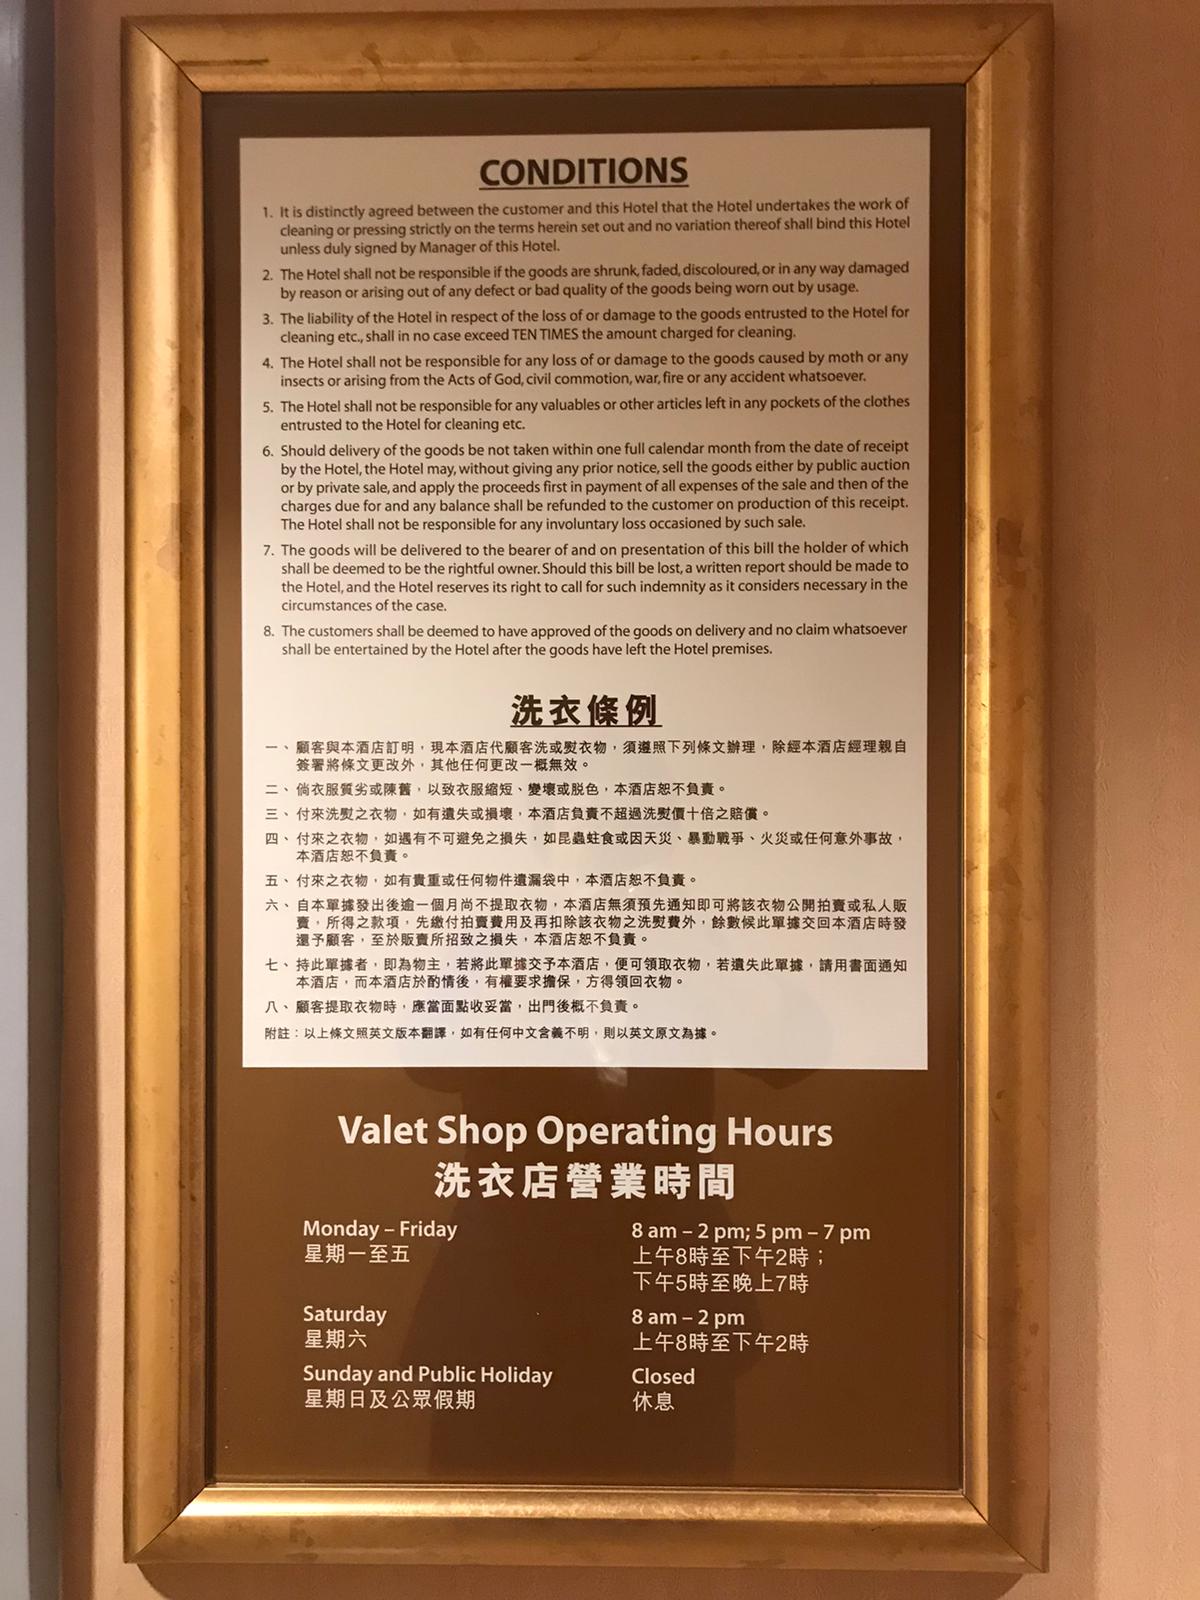 CONDITIONS
1. It is distinctly agreed between the customer and this Hotel that the Hotel undertakes the work of
cleaning or pressing strictly on the terms herein set out and no variation thereof shall bind this Hotel
unless duly signed by Manager of this Hotel.
2. The Hotel shall not be responsible if the goods are shrunk, faded, discoloured, or in any way damaged
by reason or arising out of any defect or bad quality of the goods being worn out by usage.
3. The liability of the Hotel in respect of the loss of or damage to the goods entrusted to the Hotel for
cleaning etc., shall in no case exceed TEN TIMES the amount charged for cleaning.
4. The Hotel shall not be responsible for any loss of or damage to the goods caused by moth or any
insects or arising from the Acts of God, civil commotion, war, fire or any accident whatsoever.
5. The Hotel shall not be responsible for any valuables or other articles left in any pockets of the clothes
entrusted to the Hotel for cleaning etc.
6. Should delivery of the goods be not taken within one full calendar month from the date of receipt
by the Hotel, the Hotel may, without giving any prior notice, sell the goods either by public auction
or by private sale, and apply the proceeds first in payment of all expenses of the sale and then of the
charges due for and any balance shall be refunded to the customer on production of this receipt.
The Hotel shall not be responsible for any involuntary loss occasioned by such sale.
7. The goods will be delivered to the bearer of and on presentation of this bill the holder of which
shall be deemed to be the rightful owner. Should this bill be lost, a written report should be made to
the Hotel, and the Hotel reserves its right to call for such indemnity as it considers necessary in the
circumstances of the case.
8. The customers shall be deemed to have approved of the goods on delivery and no claim whatsoever
shall be entertained by the Hotel after the goods have left the Hotel premises.
洗衣條例
一、顧客與本酒店訂明，現本酒店代顧客洗或熨衣物，須遵照下列條文辦理，除經本酒店經理親自
簽署將條文更改外，其他任何更改一概無效。
二、倘衣服質劣或陳舊，以致衣服縮短、變壞或脱色，本酒店恕不負責。
三、付來洗熨之衣物，如有遺失或損壞，本酒店負責不超過洗熨價十倍之賠償。
四、付來之衣物，如遇有不可避免之損失，如昆蟲蛀食或因天災、暴動戰爭、火災或任何意外事故，
本酒店恕不負責。
五、付來之衣物，如有貴重或任何物件遺漏袋中，本酒店恕不負責。
六、自本單據發出後逾一個月尚不提取衣物，本酒店無須預先通知即可將該衣物公開拍賣或私人販
賣，所得之款項，先繳付拍賣費用及再扣除該衣物之洗熨費外，餘數候此單據交回本酒店時發
還予顧客，至於販賣所招致之損失，本酒店恕不負責。
七、持此單據者，即為物主，若將此單據交予本酒店，便可領取衣物，若遺失此單據，請用書面通知
本酒店，而本酒店於酌情後，有權要求擔保，方得領回衣物。
八、顧客提取衣物時，應當面點收妥當，出門後概不負責。
附註：以上條文照英文版本翻譯，如有任何中文含義不明，則以英文原文為據。
Valet Shop Operating Hours
洗衣店營業時間
Monday – Friday 8 am – 2 pm; 5 pm – 7 pm
星期一至五 上午8時至下午2時；
下午5時至晚上7時
Saturday 8 am – 2 pm
星期六 上午8時至下午2時
Sunday and Public Holiday Closed
星期日及公眾假期 休息